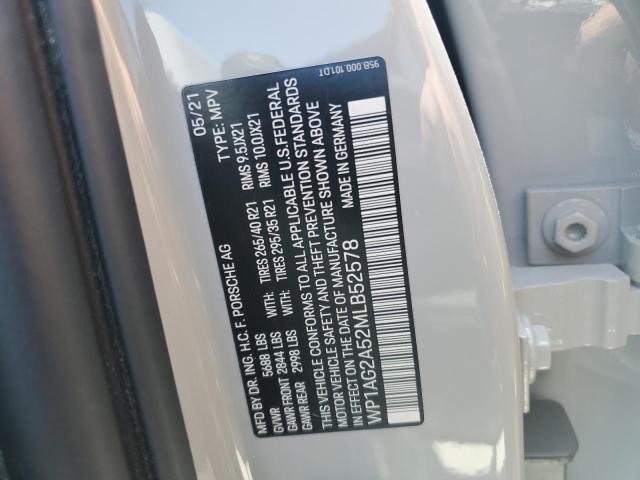 958.000.101.DT
MFD BY DR. ING. H.C. F. PORSCHE AG 05/21
GVWR 5688 LBS TYPE: MPV
GAWR FRONT 2844 LBS TIRES 265/40 R21 RIMS 9.5JX21
GAWR REAR 2998 LBS TIRES 295/35 R21 RIMS 10.0JX21
THIS VEHICLE CONFORMS TO ALL APPLICABLE U.S. FEDERAL
MOTOR VEHICLE SAFETY AND THEFT PREVENTION STANDARDS
IN EFFECT ON THE DATE OF MANUFACTURE SHOWN ABOVE
WP1AG2A52MLB52578 MADE IN GERMANY